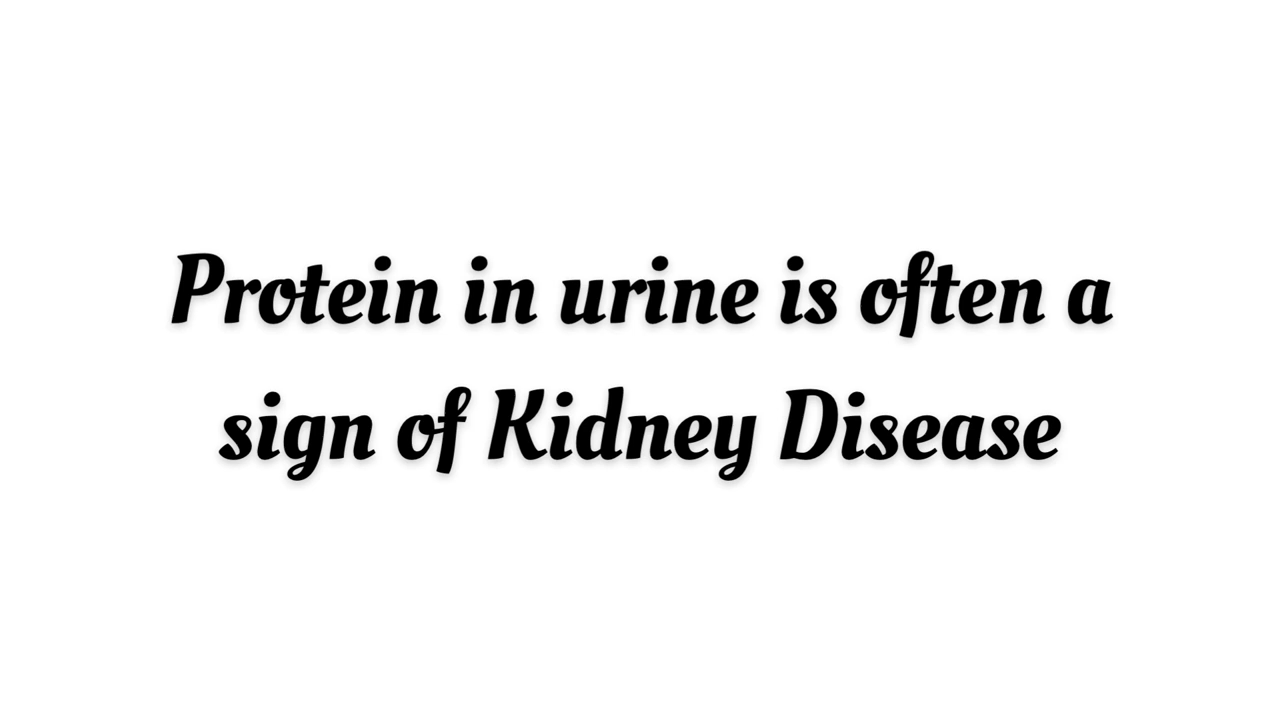 Protein in urine is often a
sign of Kidney Disease